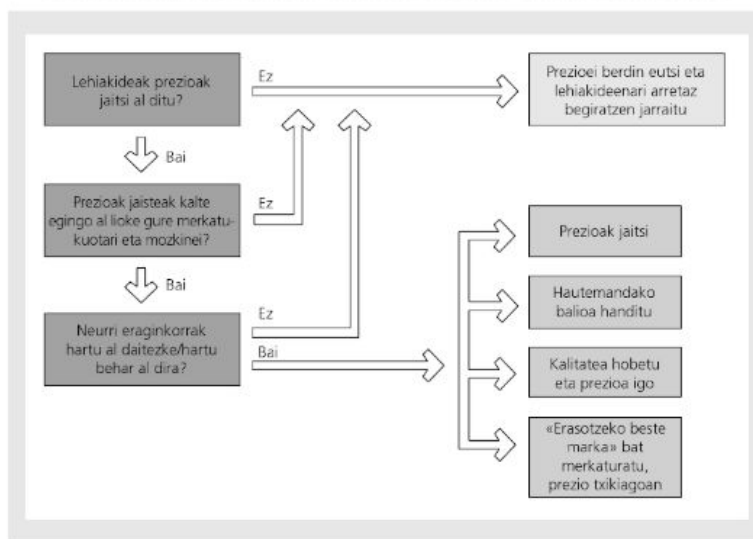 Lehiakideak prezioak
jaitsi al ditu?
Ez
Prezioei berdin eutsi eta
lehiakideenari arretaz
begiratzen jarraitu
Bai
Prezioak jaisteak kalte
egingo al lioke gure merkatu-
kuotari eta mozkinei?
Ez
Prezioak jaitsi
Bai
Hautemandako
balioa handitu
Neurri eraginkorrak
hartu al daitezke/hartu
behar al dira?
Ez
Bai
Kalitatea hobetu
eta prezioa igo
«Erasotzeko beste
marka» bat
merkaturatu,
prezio txikiagoan